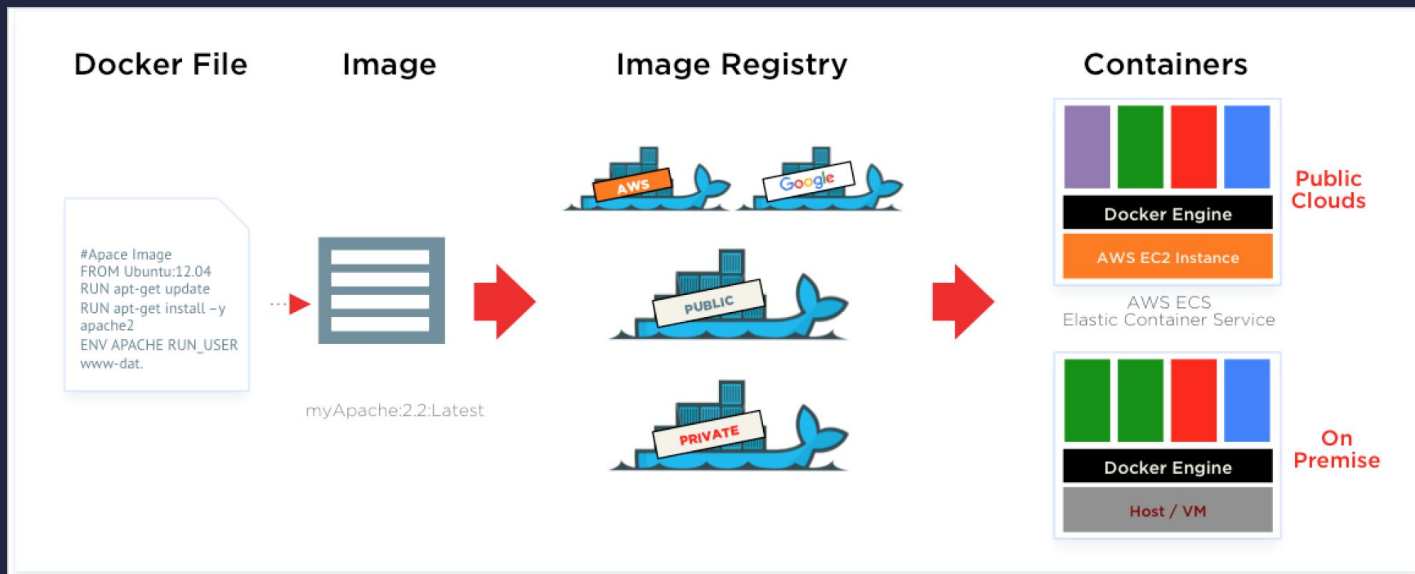 Docker File
Image
Image Registry
Containers
#Apace Image
FROM Ubuntu:12.04
RUN apt-get update
RUN apt-get install –y
apache2
ENV APACHE RUN_USER
www-dat.
myApache:2.2:Latest
AWS
Google
PUBLIC
PRIVATE
Docker Engine
AWS EC2 Instance
AWS ECS
Elastic Container Service
Public
Clouds
Docker Engine
Host / VM
On
Premise